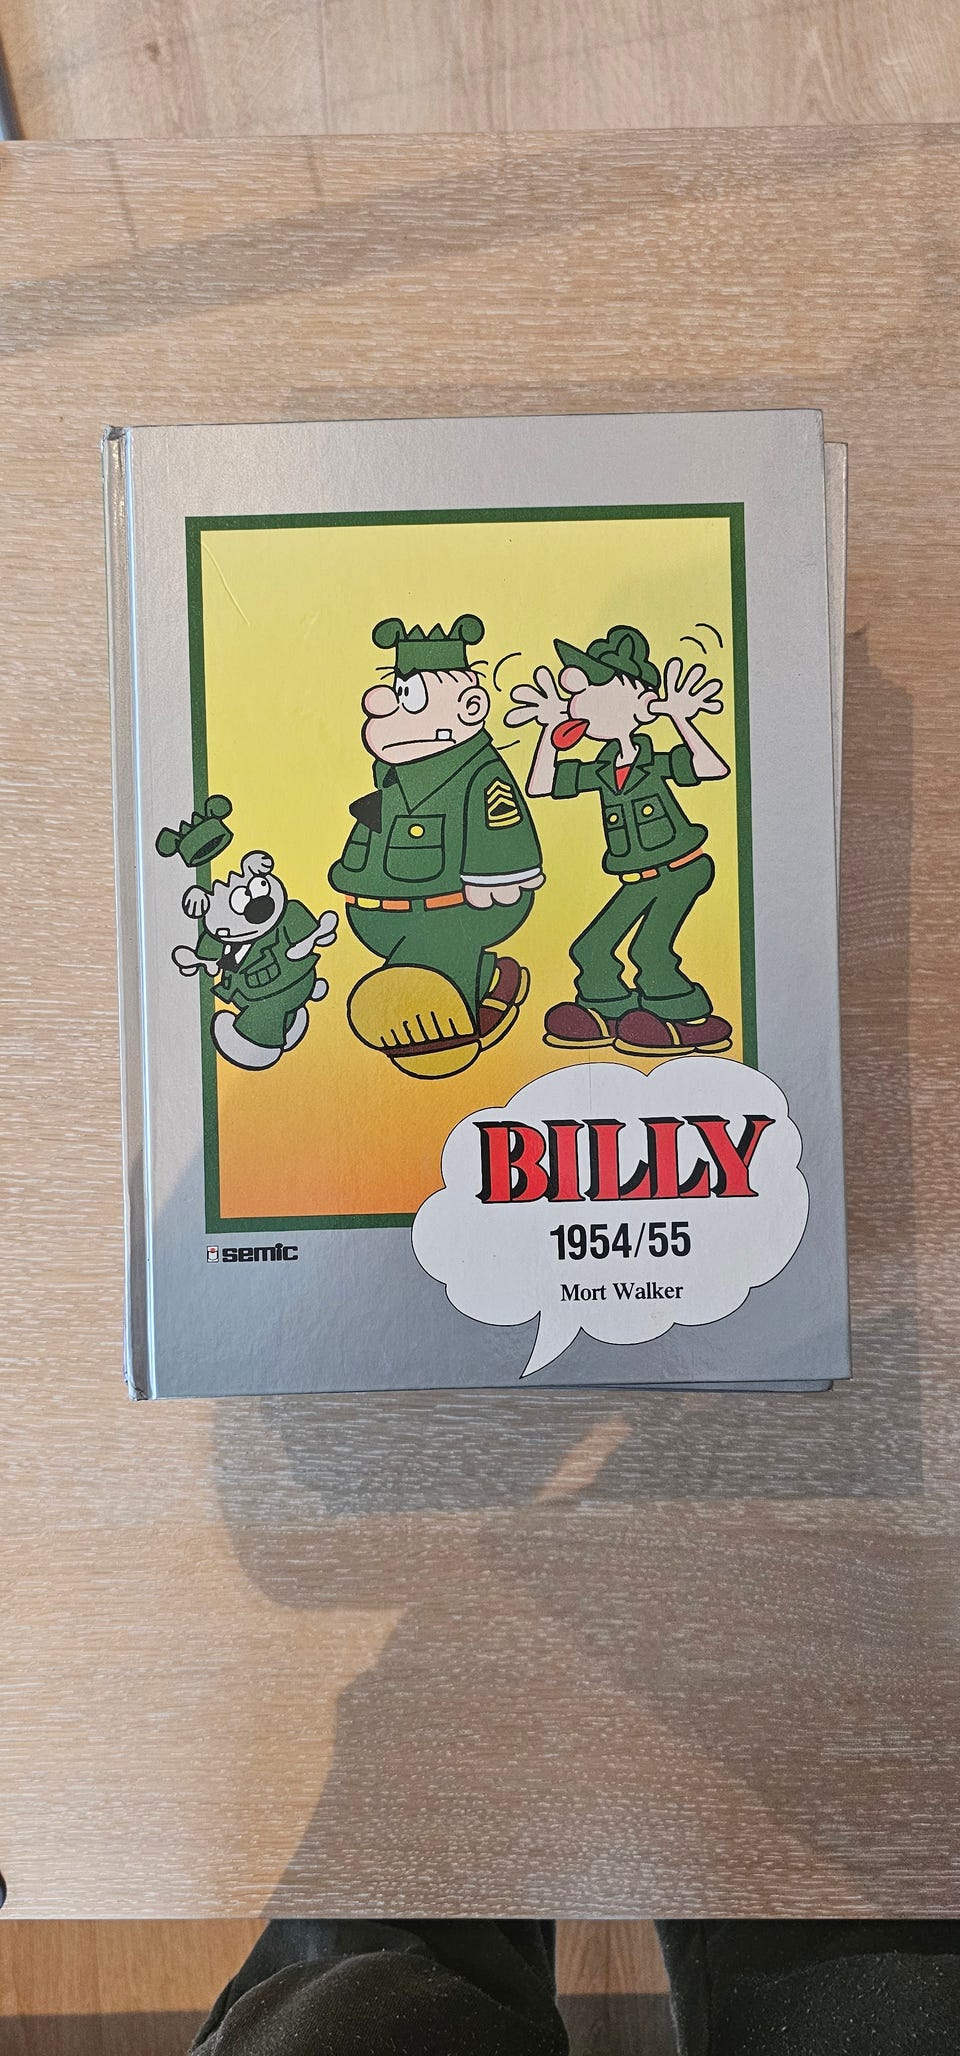 BILLY
1954/55
Mort Walker
semic